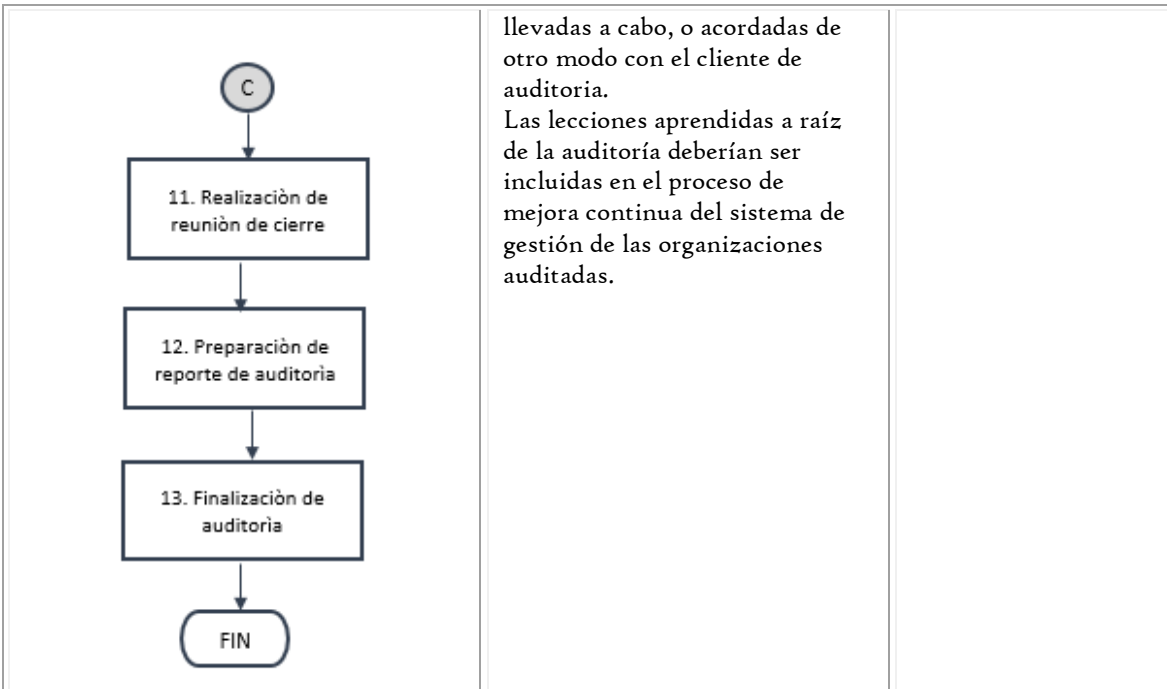 C
11. Realizaciòn de
reuniòn de cierre
12. Preparaciòn de
reporte de auditorìa
13. Finalizaciòn de
auditorìa
FIN
llevadas a cabo, o acordadas de
otro modo con el cliente de
auditoria.
Las lecciones aprendidas a raíz
de la auditoría deberían ser
incluidas en el proceso de
mejora continua del sistema de
gestión de las organizaciones
auditadas.